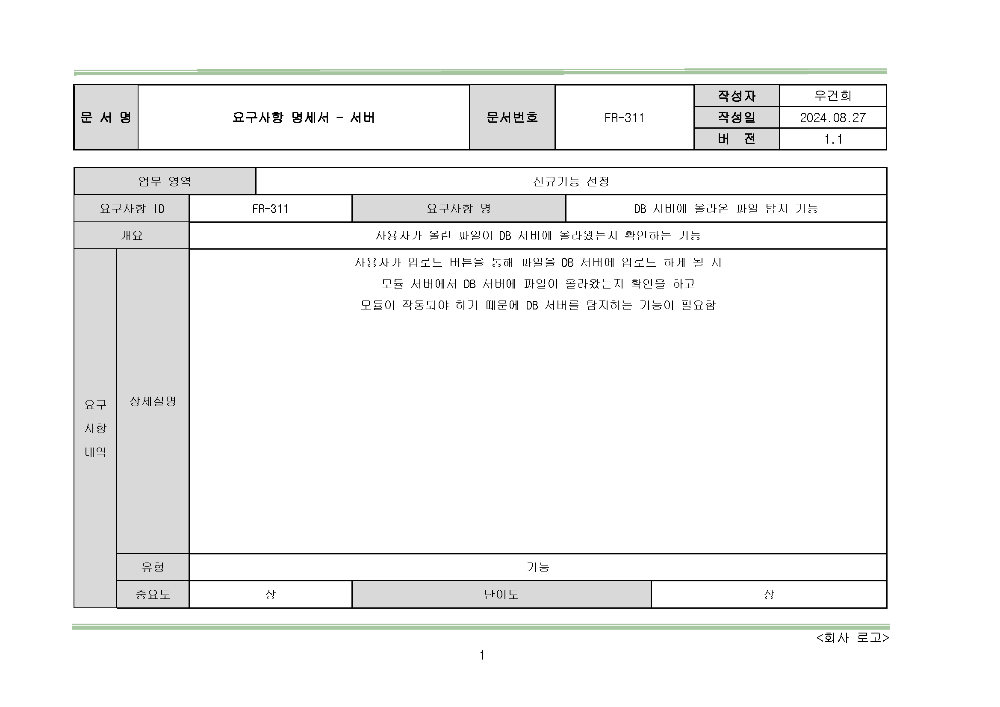 문 서 명
요구사항 명세서 - 서버
문서번호
FR-311
작성자
우건희
작성일
2024.08.27
버 전
1.1
업무 영역
신규기능 선정
요구사항 ID
FR-311
요구사항 명
DB 서버에 올라온 파일 탐지 기능
개요
사용자가 올린 파일이 DB 서버에 올라왔는지 확인하는 기능
요구
사항
내역
상세설명
사용자가 업로드 버튼을 통해 파일을 DB 서버에 업로드 하게 될 시
모듈 서버에서 DB 서버에 파일이 올라왔는지 확인을 하고
모듈이 작동되야 하기 때문에 DB 서버를 탐지하는 기능이 필요함
유형
기능
중요도
상
난이도
상
<회사 로고>
1